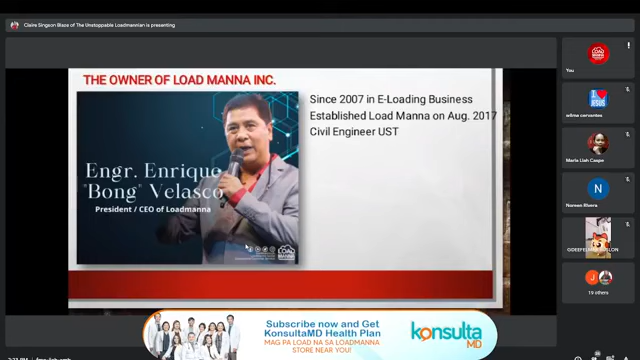 Claire Singson Blaze of The Unstoppable Loadmannian is presenting
THE OWNER OF LOAD MANNA INC.
Since 2007 in E-Loading Business
Established Load Manna on Aug. 2017
Civil Engineer UST
Engr. Enrique
"Bong" Velasco
President / CEO of Loadmanna
LOAD
MANNA
You
wilma cervantes
Maria Liah Caspe
N
Noreen Rivera
J
19 others
Subscribe now and Get
KonsultaMD Health Plan
MAG PA LOAD NA SA LOADMANNA
STORE NEAR YOU!
konsulta
MD